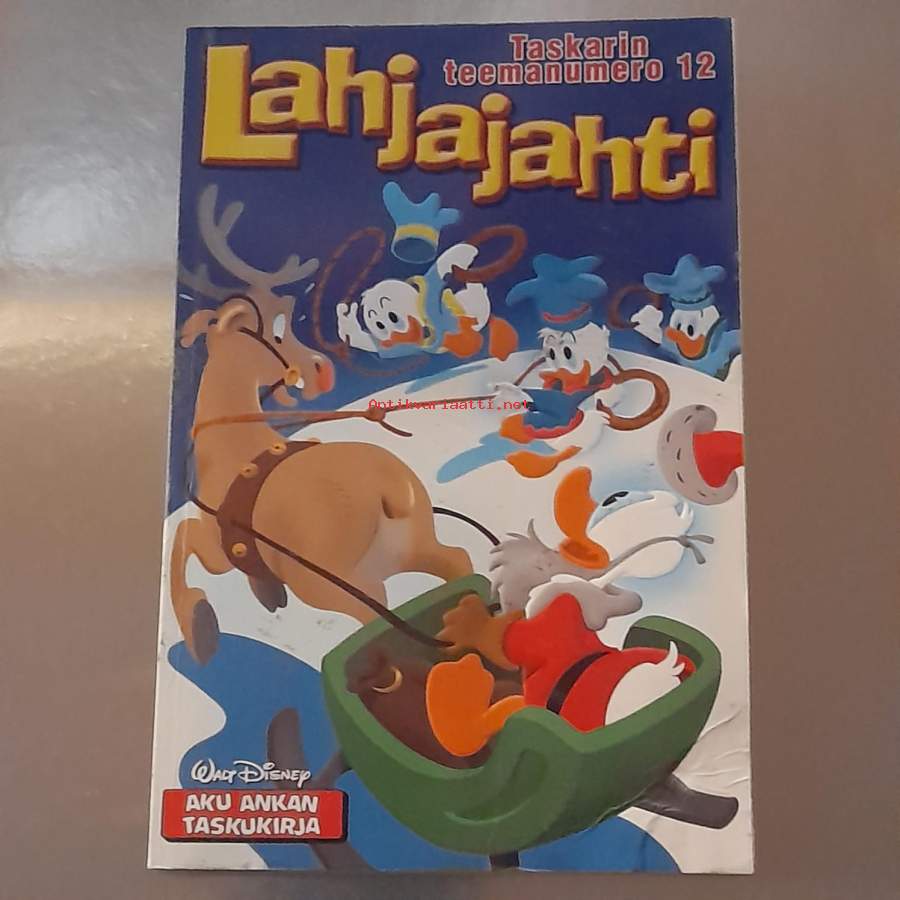 Taskarin
teemanumero 12
Lahjajahti
Antikvariaatti.net
WALT DISNEY
AKU ANKAN
TASKUKIRJA